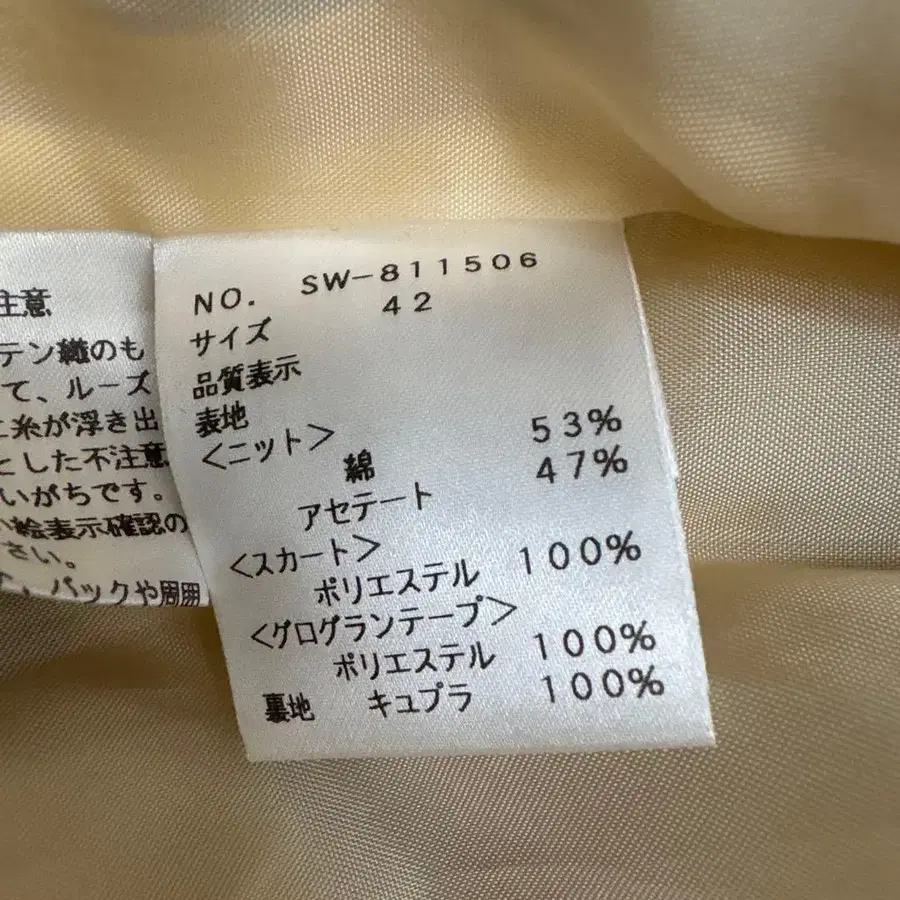 注意
テン織のも
て、ルーズ
糸が浮き出
とした不注意
いがちです。
い絵表示確認の
さい。
バックや周囲
NO. SW-811506
サイズ 42
品質表示
表地
<ニット>
綿 53%
アセテート 47%
<スカート>
ポリエステル 100%
<グログランテープ>
ポリエステル 100%
裏地 キュプラ 100%